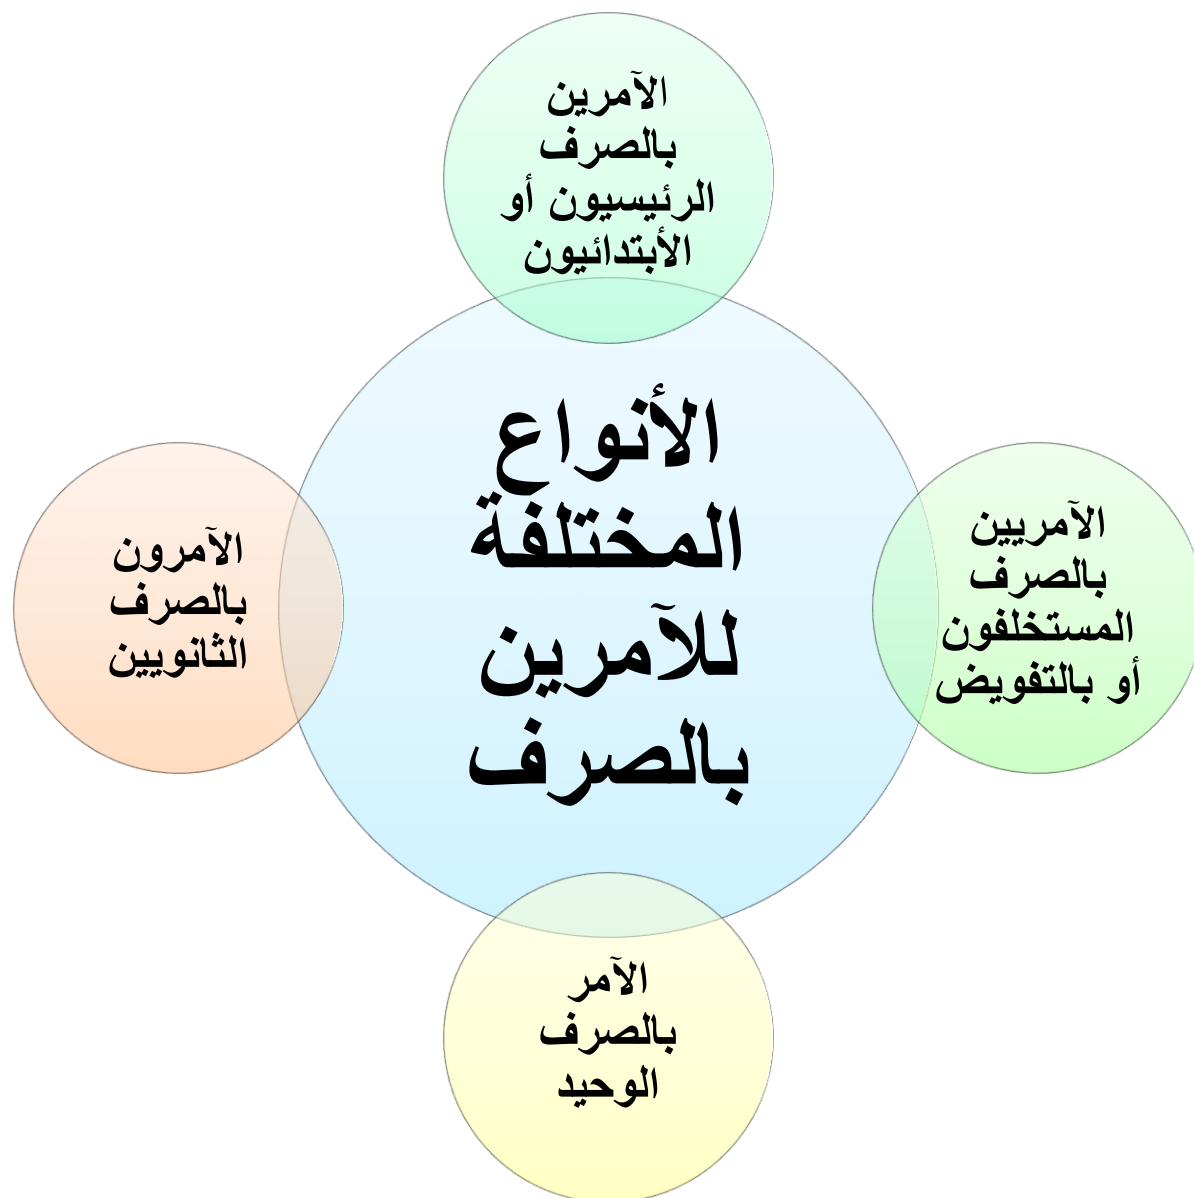 الآمرين
بالصرف
الرئيسيون أو
الأبتدائيون
الأنواع
المختلفة
للآمرين
بالصرف
الآمريين
بالصرف
المستخلفون
أو بالتفويض
الآمرون
بالصرف
الثانويين
الآمر
بالصرف
الوحيد